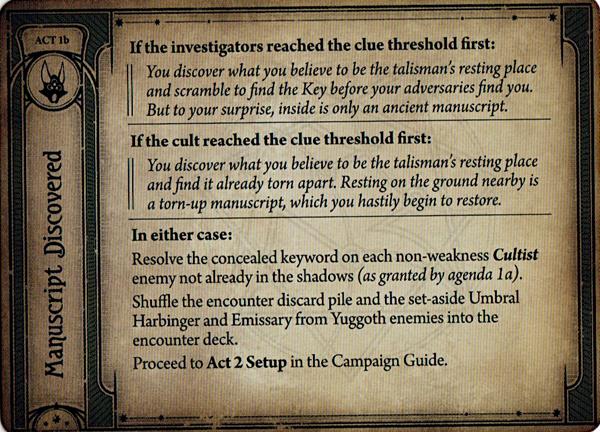 ACT 1b
Manuscript Discovered
If the investigators reached the clue threshold first:
You discover what you believe to be the talisman's resting place
and scramble to find the Key before your adversaries find you.
But to your surprise, inside is only an ancient manuscript.
If the cult reached the clue threshold first:
You discover what you believe to be the talisman's resting place
and find it already torn apart. Resting on the ground nearby is
a torn-up manuscript, which you hastily begin to restore.
In either case:
Resolve the concealed keyword on each non-weakness Cultist
enemy not already in the shadows (as granted by agenda 1a).
Shuffle the encounter discard pile and the set-aside Umbral
Harbinger and Emissary from Yuggoth enemies into the
encounter deck.
Proceed to Act 2 Setup in the Campaign Guide.